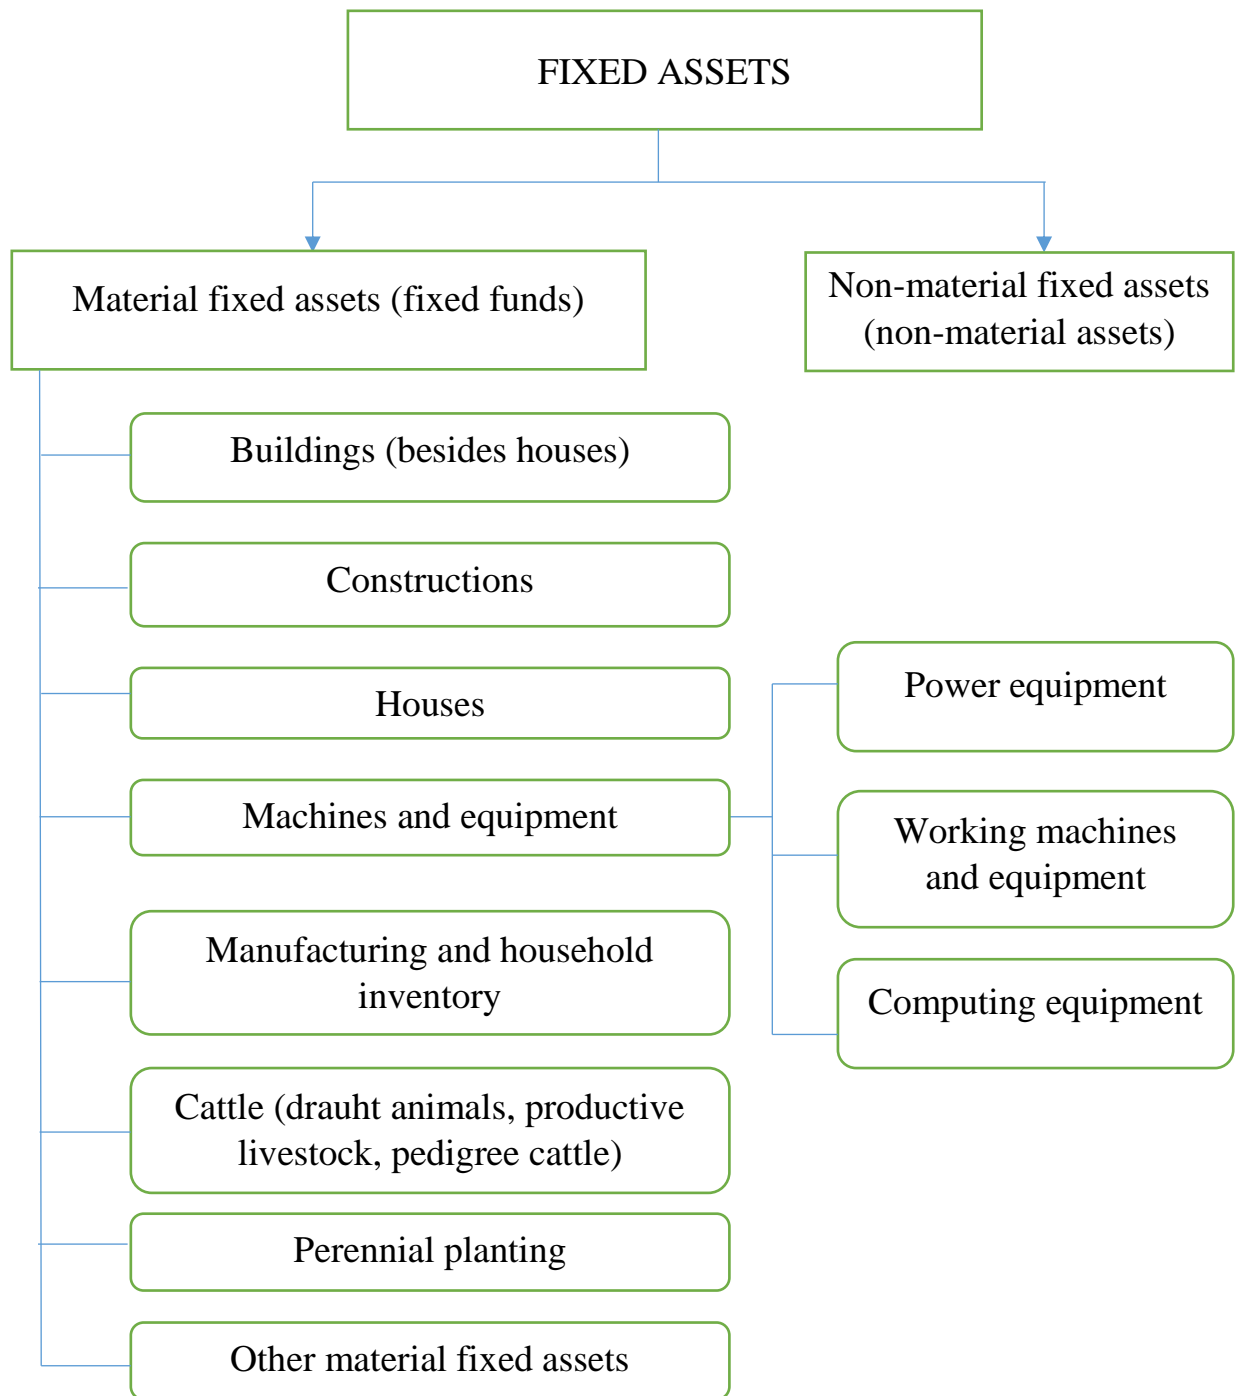 FIXED ASSETS
Material fixed assets (fixed funds)
Non-material fixed assets
(non-material assets)
Buildings (besides houses)
Constructions
Houses
Machines and equipment
Power equipment
Working machines
and equipment
Computing equipment
Manufacturing and household
inventory
Cattle (drauht animals, productive
livestock, pedigree cattle)
Perennial planting
Other material fixed assets